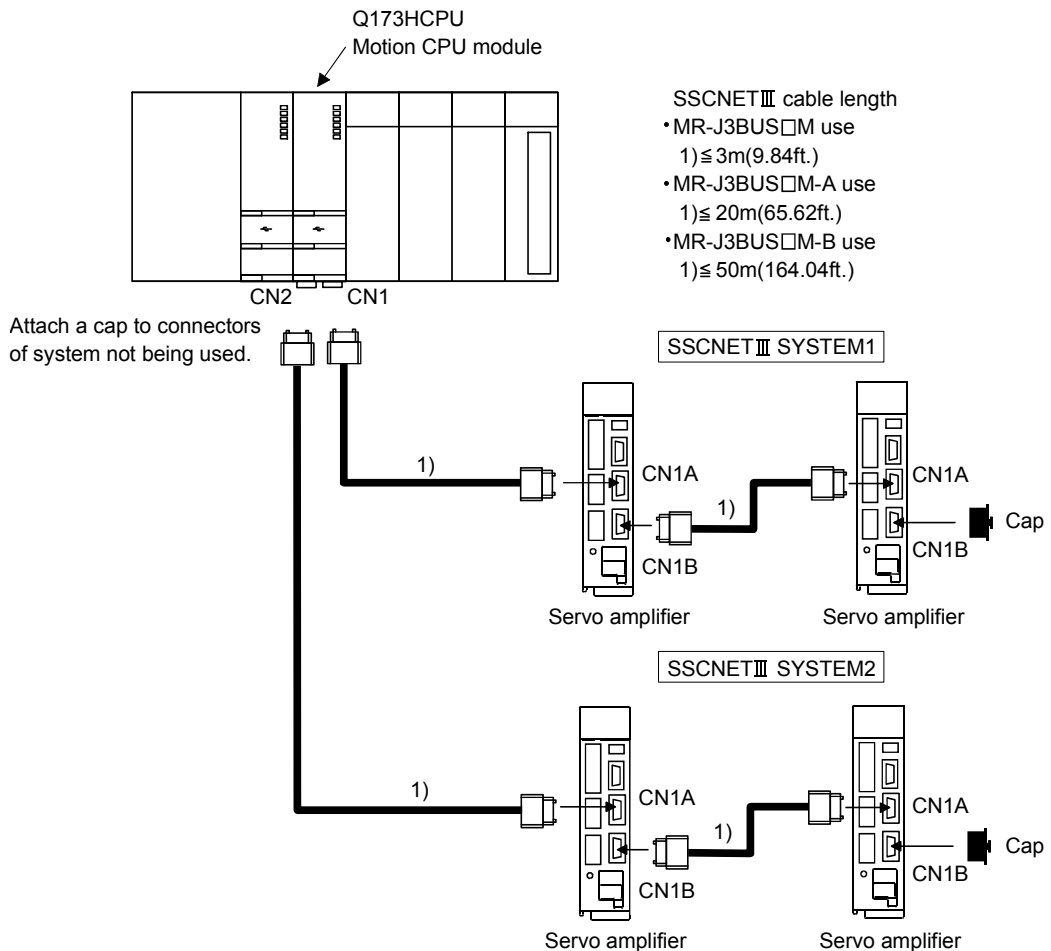 Q173HCPU
Motion CPU module
SSCNETⅢ cable length
・MR-J3BUS□M use
1)≦3m(9.84ft.)
・MR-J3BUS□M-A use
1)≦ 20m(65.62ft.)
・MR-J3BUS□M-B use
1)≦ 50m(164.04ft.)
CN2
CN1
Attach a cap to connectors
of system not being used.
SSCNETⅢ SYSTEM1
1)
CN1A
1)
CN1A
Cap
CN1B
CN1B
Servo amplifier
Servo amplifier
SSCNETⅢ SYSTEM2
1)
CN1A
1)
CN1A
Cap
CN1B
CN1B
Servo amplifier
Servo amplifier